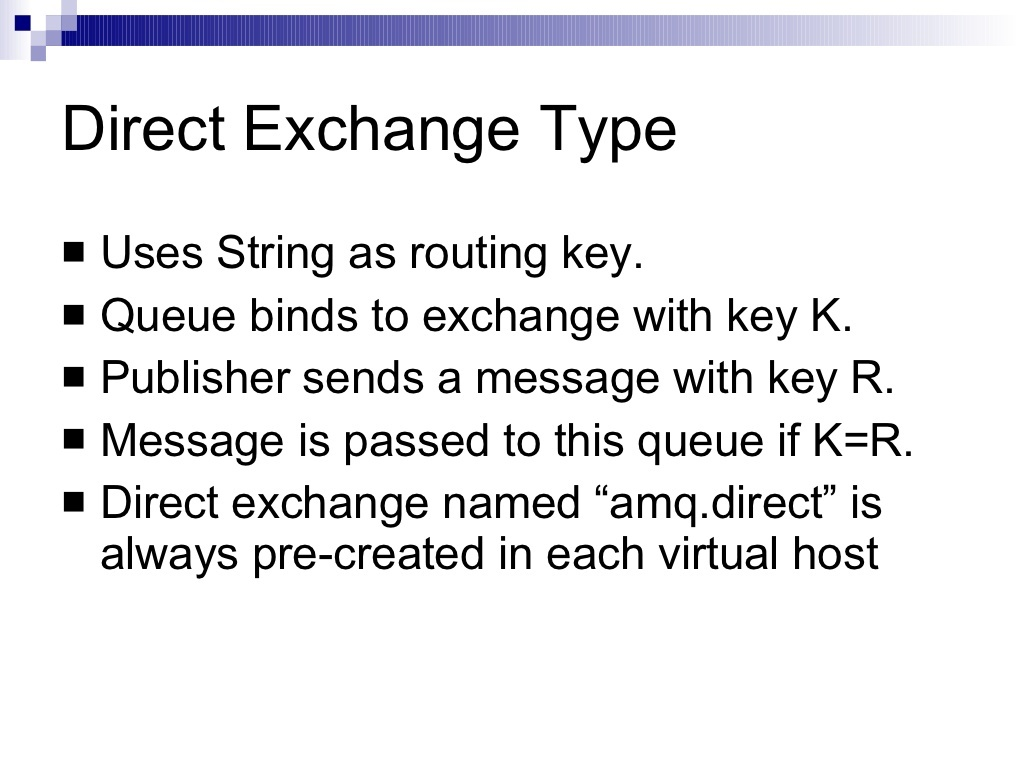 Direct Exchange Type
Uses String as routing key.
Queue binds to exchange with key K.
Publisher sends a message with key R.
Message is passed to this queue if K=R.
Direct exchange named “amq.direct” is
always pre-created in each virtual host